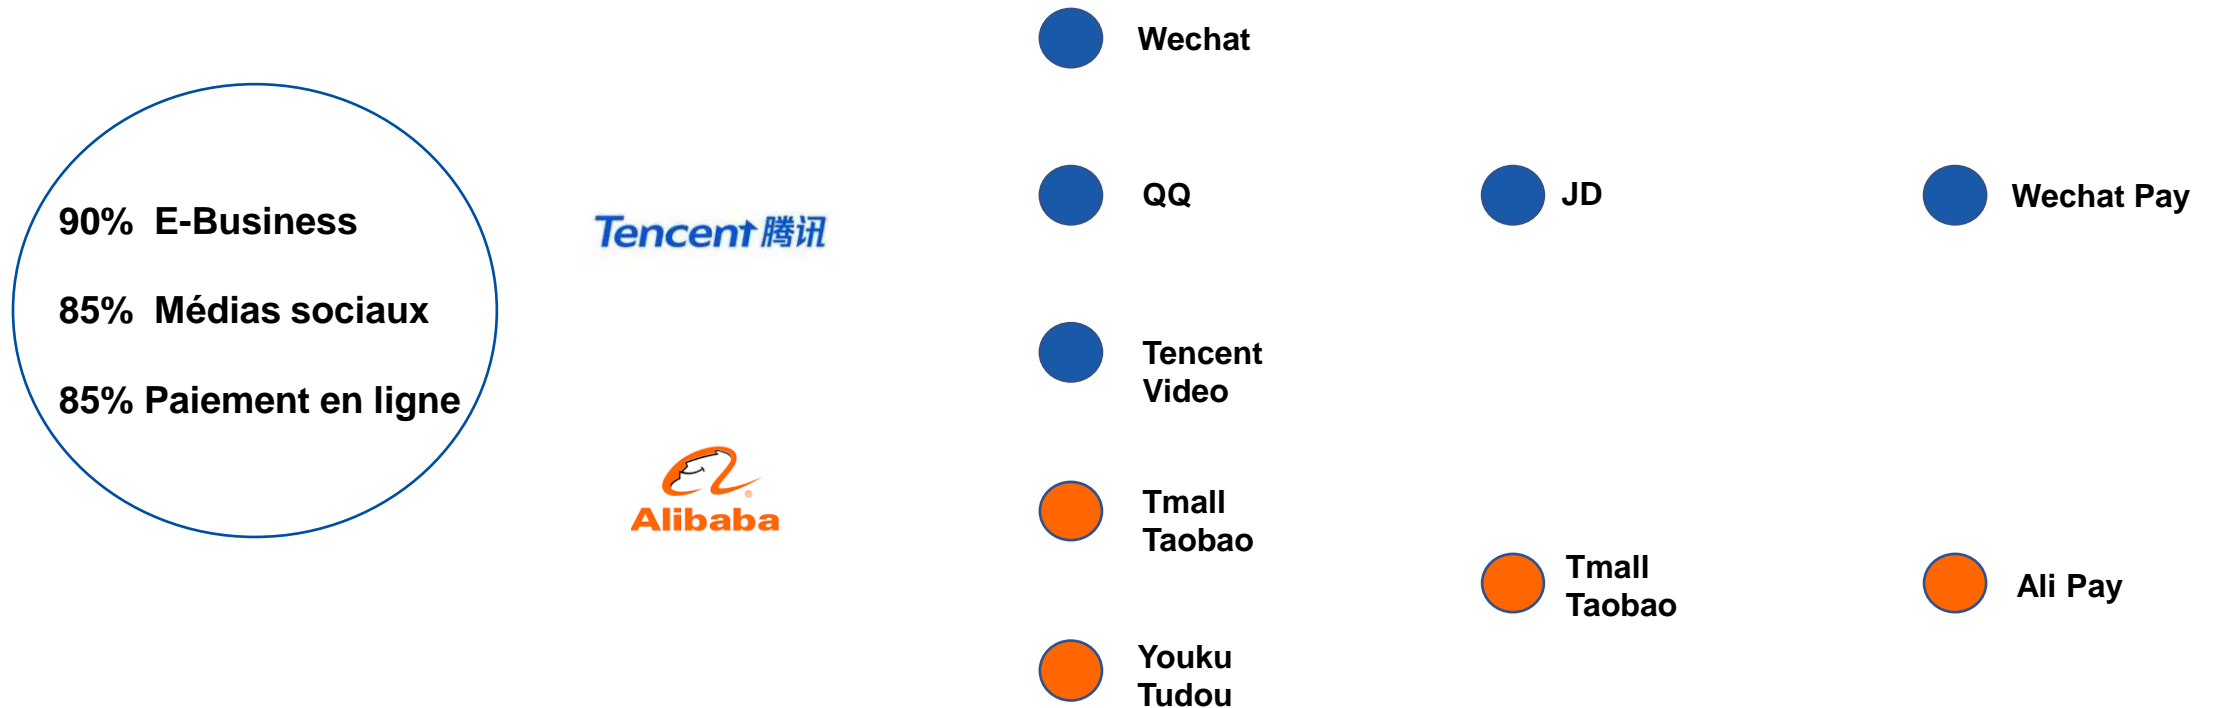 90% E-Business
85% Médias sociaux
85% Paiement en ligne
Tencent 腾讯
Alibaba
Wechat
QQ
Tencent
Video
Tmall
Taobao
Youku
Tudou
JD
Tmall
Taobao
Wechat Pay
Ali Pay